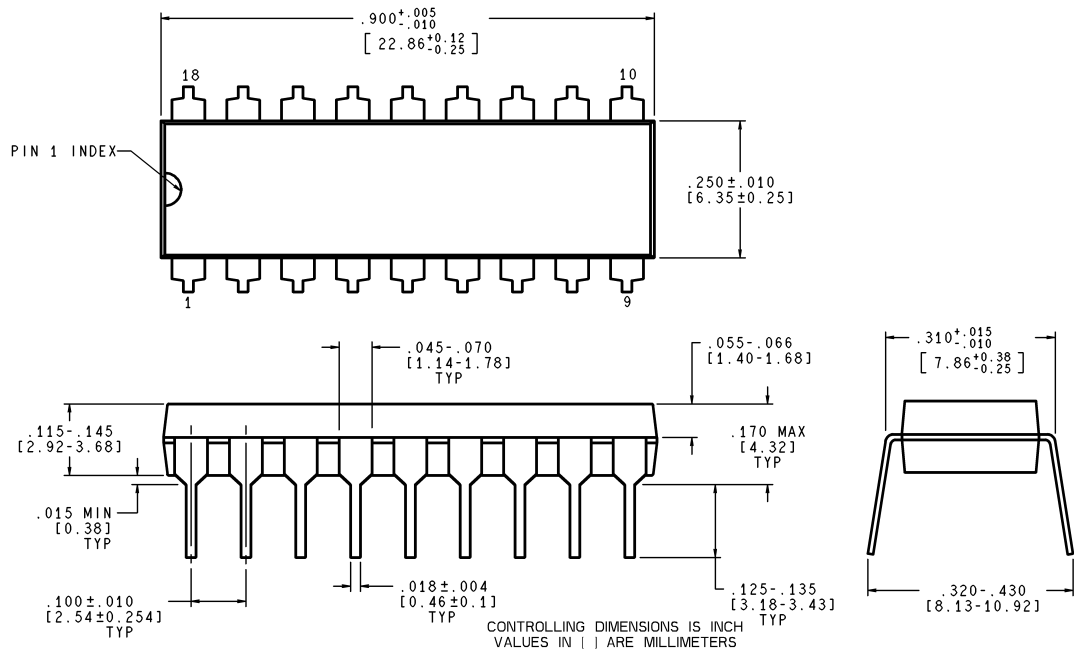 .900 +.005 -.010
[ 22.86 +0.12 -0.25 ]
18
10
PIN 1 INDEX
.250±.010
[6.35±0.25]
1
9
.045-.070
[1.14-1.78]
TYP
.055-.066
[1.40-1.68]
.310 +.015 -.010
[ 7.86 +0.38 -0.25 ]
.115-.145
[2.92-3.68]
.170 MAX
[4.32]
TYP
.015 MIN
[0.38]
TYP
.100±.010
[2.54±0.254]
TYP
.018±.004
[0.46±0.1]
TYP
.125-.135
[3.18-3.43]
TYP
.320-.430
[8.13-10.92]
CONTROLLING DIMENSIONS IS INCH
VALUES IN [ ] ARE MILLIMETERS